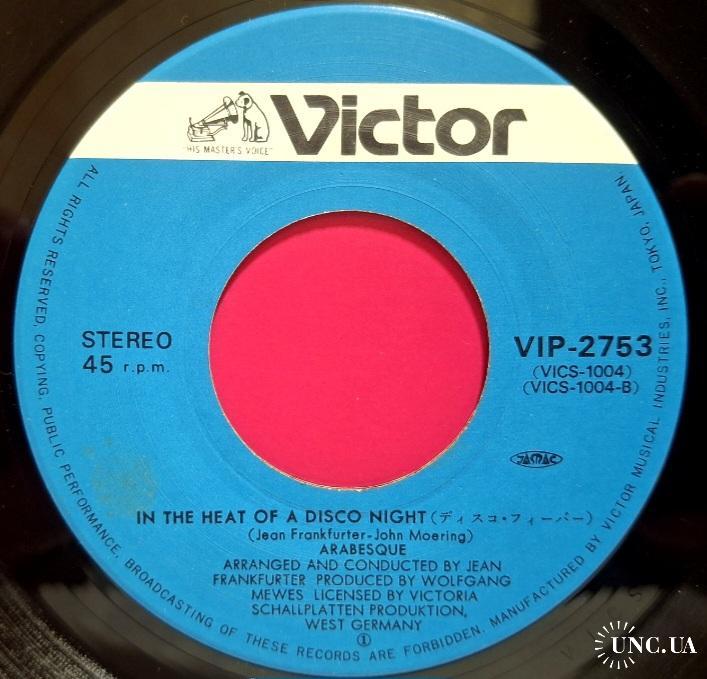 "HIS MASTER'S VOICE"
Victor
STEREO
45 r.p.m.
VIP-2753
(VICS-1004)
(VICS-1004-B)
JASRAC
IN THE HEAT OF A DISCO NIGHT (ディスコ・フィーバー)
(Jean Frankfurter-John Moering)
ARABESQUE
ARRANGED AND CONDUCTED BY JEAN
FRANKFURTER PRODUCED BY WOLFGANG
MEWES LICENSED BY VICTORIA
SCHALLPLATTEN PRODUKTION,
WEST GERMANY
①
ALL RIGHTS RESERVED, COPYING, PUBLIC PERFORMANCE, BROADCASTING OF THESE RECORDS ARE FORBIDDEN. MANUFACTURED BY VICTOR MUSICAL INDUSTRIES, INC., TOKYO, JAPAN.
UNC.UA